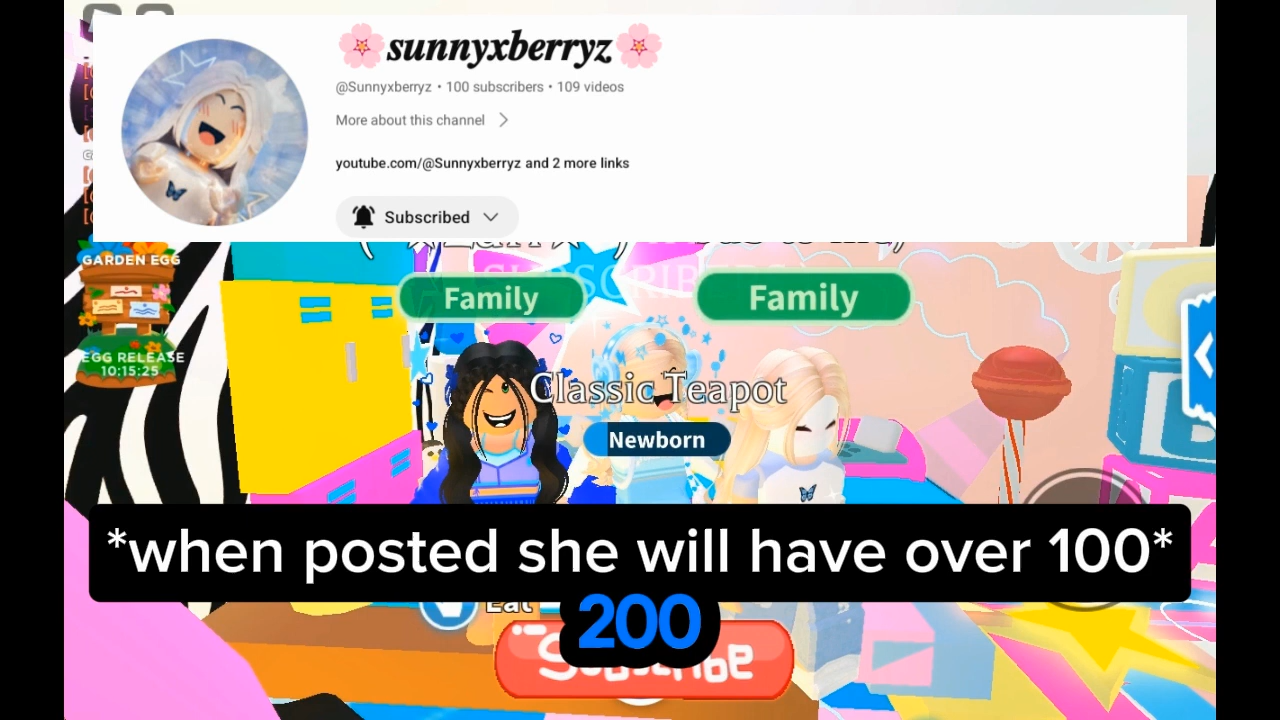 🌸sunnyxberryz🌸
@Sunnyxberryz • 100 subscribers • 109 videos
More about this channel
youtube.com/@Sunnyxberryz and 2 more links
Subscribed
GARDEN EGG
EGG RELEASE
10:15:25
Family
Family
Classic Teapot
Newborn
*when posted she will have over 100*
200
Eat
Subscribe